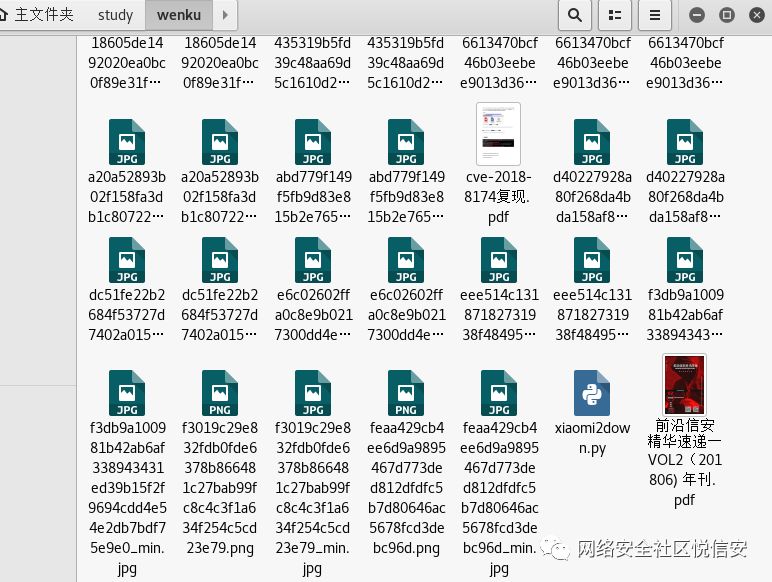 主文件夹 study wenku
18605de14 18605de14 435319b5fd 435319b5fd 6613470bcf 6613470bcf 6613470bcf
92020ea0bc 92020ea0bc 39c48aa69d 39c48aa69d 46b03eebe 46b03eebe 46b03eebe
0f89e31f… 0f89e31f… 5c1610d2… 5c1610d2… e9013d36… e9013d36… e9013d36…
JPG JPG JPG JPG JPG JPG
a20a52893b a20a52893b abd779f149 abd779f149 cve-2018- d40227928a d40227928a
02f158fa3d 02f158fa3d f5fb9d83e8 f5fb9d83e8 8174复现. 80f268da4b 80f268da4b
b1c80722… b1c80722… 15b2e765… 15b2e765… pdf da158af8… da158af8…
JPG JPG JPG JPG JPG JPG JPG
dc51fe22b2 dc51fe22b2 e6c02602ff e6c02602ff eee514c131 eee514c131 f3db9a1009
684f53727d 684f53727d a0c8e9b021 a0c8e9b021 871827319 871827319 81b42ab6af
7402a015… 7402a015… 7300dd4e… 7300dd4e… 38f48495… 38f48495… 33894343…
JPG PNG JPG PNG JPG
f3db9a1009 f3019c29e8 f3019c29e8 feaa429cb4 feaa429cb4 xiaomi2dow 前沿信安
81b42ab6af 32fdb0fde6 32fdb0fde6 ee6d9a9895 ee6d9a9895 n.py 精华速递一
338943431 378b86648 378b86648 467d773de 467d773de VOL2（201
ed39b15f2f 1c27bab99f 1c27bab99f d812dfdfc5 d812dfdfc5 806) 年刊.
9694cdd4e5 c8c4c3f1a6 c8c4c3f1a6 b7d80646ac b7d80646ac pdf
4e2db7bdf7 34f254c5cd 34f254c5cd 5678fcd3de 5678fcd3de
5e9e0_min. 23e79.png 23e79_min. bc96d.png bc96d_min.
jpg jpg jpg
网络安全社区悦信安